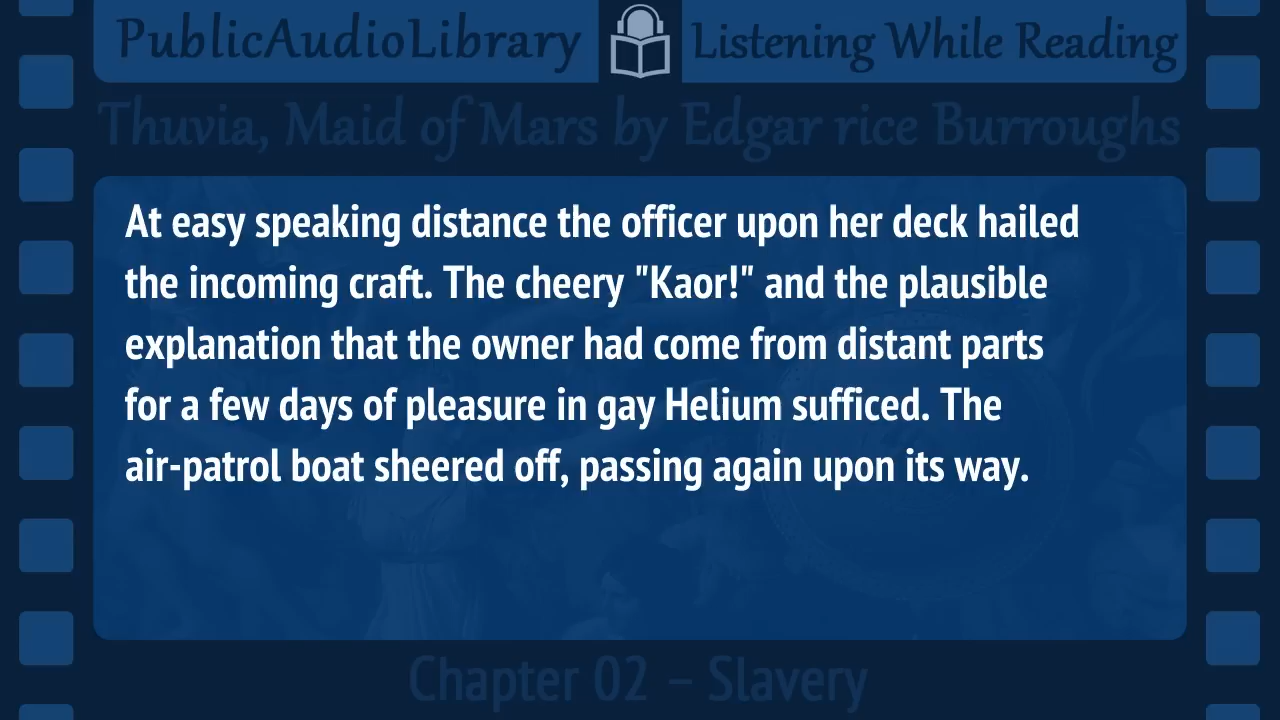 PublicAudioLibrary Listening While Reading
Thuvia, Maid of Mars by Edgar rice Burroughs
At easy speaking distance the officer upon her deck hailed
the incoming craft. The cheery "Kaor!" and the plausible
explanation that the owner had come from distant parts
for a few days of pleasure in gay Helium sufficed. The
air-patrol boat sheered off, passing again upon its way.
Chapter 02 – Slavery